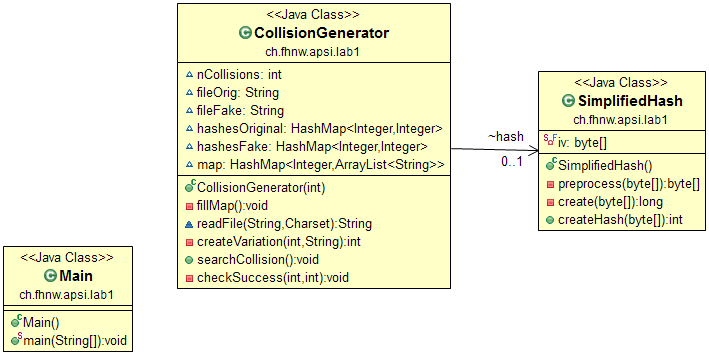 <<Java Class>>
CollisionGenerator
ch.fhnw.apsi.lab1
nCollisions: int
fileOrig: String
fileFake: String
hashesOriginal: HashMap<Integer,Integer>
hashesFake: HashMap<Integer,Integer>
map: HashMap<Integer,ArrayList<String>>
CollisionGenerator(int)
fillMap():void
readFile(String,Charset):String
createVariation(int,String):int
searchCollision():void
checkSuccess(int,int):void
~hash
0..1
<<Java Class>>
SimplifiedHash
ch.fhnw.apsi.lab1
iv: byte[]
SimplifiedHash()
preprocess(byte[]):byte[]
create(byte[]):long
createHash(byte[]):int
<<Java Class>>
Main
ch.fhnw.apsi.lab1
Main()
main(String[]):void